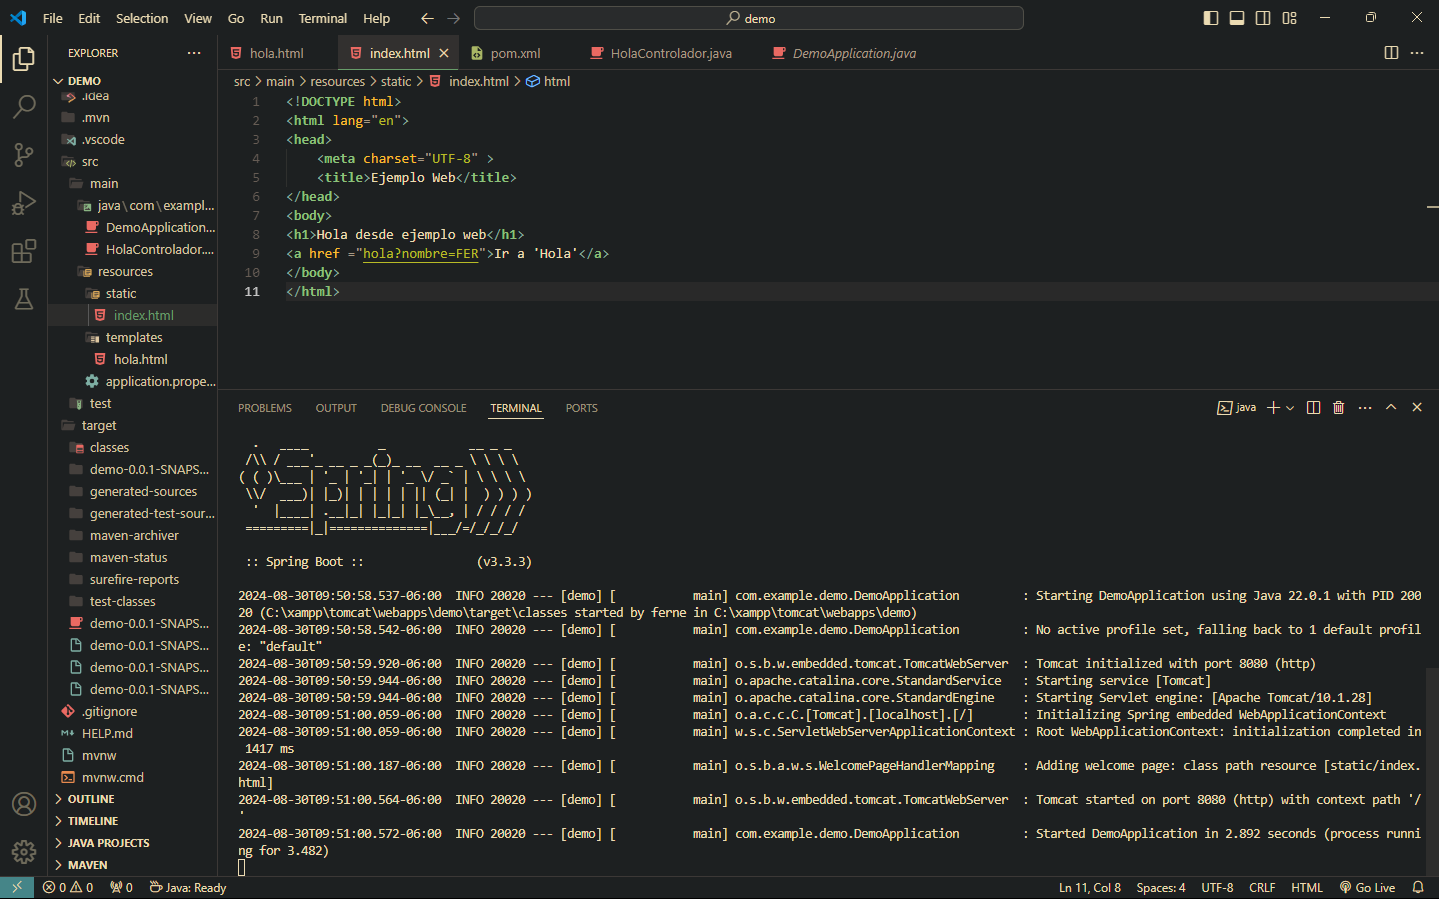 File Edit Selection View Go Run Terminal Help
demo
EXPLORER
hola.html
index.html
pom.xml
HolaControlador.java
DemoApplication.java
src > main > resources > static > index.html > html
DEMO
.idea
.mvn
.vscode
src
main
java\com\exampl...
DemoApplication...
HolaControlador....
resources
static
index.html
templates
hola.html
application.prope...
test
target
classes
demo-0.0.1-SNAPS...
generated-sources
generated-test-sour...
maven-archiver
maven-status
surefire-reports
test-classes
demo-0.0.1-SNAPS...
demo-0.0.1-SNAPS...
demo-0.0.1-SNAPS...
demo-0.0.1-SNAPS...
.gitignore
HELP.md
mvnw
mvnw.cmd
OUTLINE
TIMELINE
JAVA PROJECTS
MAVEN
1 <!DOCTYPE html>
2 <html lang="en">
3 <head>
4 <meta charset="UTF-8" >
5 <title>Ejemplo Web</title>
6 </head>
7 <body>
8 <h1>Hola desde ejemplo web</h1>
9 <a href ="hola?nombre=FER">Ir a 'Hola'</a>
10 </body>
11 </html>
PROBLEMS OUTPUT DEBUG CONSOLE TERMINAL PORTS
java
  .   ____          _            __ _ _
 /\\ / ___'_ __ _ _(_)_ __  __ _ \ \ \ \
( ( )\___ | '_ | '_| | '_ \/ _` | \ \ \ \
 \\/  ___)| |_)| | | | | || (_| |  ) ) ) )
  '  |____| .__|_| |_|_| |_\__, | / / / /
 =========|_|==============|___/=/_/_/_/
:: Spring Boot :: (v3.3.3)
2024-08-30T09:50:58.537-06:00  INFO 20020 --- [demo] [           main] com.example.demo.DemoApplication         : Starting DemoApplication using Java 22.0.1 with PID 200
20 (C:\xampp\tomcat\webapps\demo\target\classes started by ferne in C:\xampp\tomcat\webapps\demo)
2024-08-30T09:50:58.542-06:00  INFO 20020 --- [demo] [           main] com.example.demo.DemoApplication         : No active profile set, falling back to 1 default profil
e: "default"
2024-08-30T09:50:59.920-06:00  INFO 20020 --- [demo] [           main] o.s.b.w.embedded.tomcat.TomcatWebServer  : Tomcat initialized with port 8080 (http)
2024-08-30T09:50:59.944-06:00  INFO 20020 --- [demo] [           main] o.apache.catalina.core.StandardService   : Starting service [Tomcat]
2024-08-30T09:50:59.944-06:00  INFO 20020 --- [demo] [           main] o.apache.catalina.core.StandardEngine    : Starting Servlet engine: [Apache Tomcat/10.1.28]
2024-08-30T09:51:00.059-06:00  INFO 20020 --- [demo] [           main] o.a.c.c.C.[Tomcat].[localhost].[/]       : Initializing Spring embedded WebApplicationContext
2024-08-30T09:51:00.059-06:00  INFO 20020 --- [demo] [           main] w.s.c.ServletWebServerApplicationContext : Root WebApplicationContext: initialization completed in
 1417 ms
2024-08-30T09:51:00.187-06:00  INFO 20020 --- [demo] [           main] o.s.b.a.w.s.WelcomePageHandlerMapping    : Adding welcome page: class path resource [static/index.
html]
2024-08-30T09:51:00.564-06:00  INFO 20020 --- [demo] [           main] o.s.b.w.embedded.tomcat.TomcatWebServer  : Tomcat started on port 8080 (http) with context path '/
'
2024-08-30T09:51:00.572-06:00  INFO 20020 --- [demo] [           main] com.example.demo.DemoApplication         : Started DemoApplication in 2.892 seconds (process runni
ng for 3.482)
0 0 0 Java: Ready Ln 11, Col 8 Spaces: 4 UTF-8 CRLF HTML Go Live